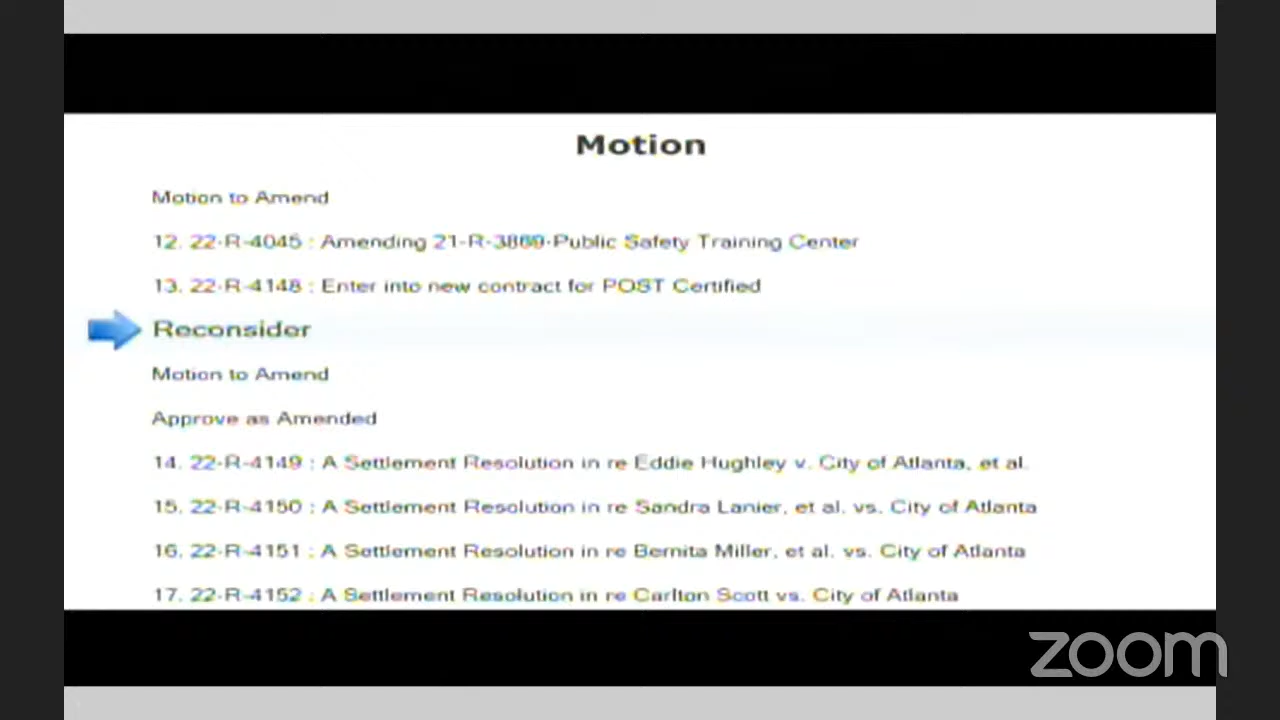 Motion
Motion to Amend
12. 22-R-4045 : Amending 21-R-3869-Public Safety Training Center
13. 22-R-4148 : Enter into new contract for POST Certified
Reconsider
Motion to Amend
Approve as Amended
14. 22-R-4149 : A Settlement Resolution in re Eddie Hughley v. City of Atlanta, et al.
15. 22-R-4150 : A Settlement Resolution in re Sandra Lanier, et al. vs. City of Atlanta
16. 22-R-4151 : A Settlement Resolution in re Bernita Miller, et al. vs. City of Atlanta
17. 22-R-4152 : A Settlement Resolution in re Carlton Scott vs. City of Atlanta
zoom